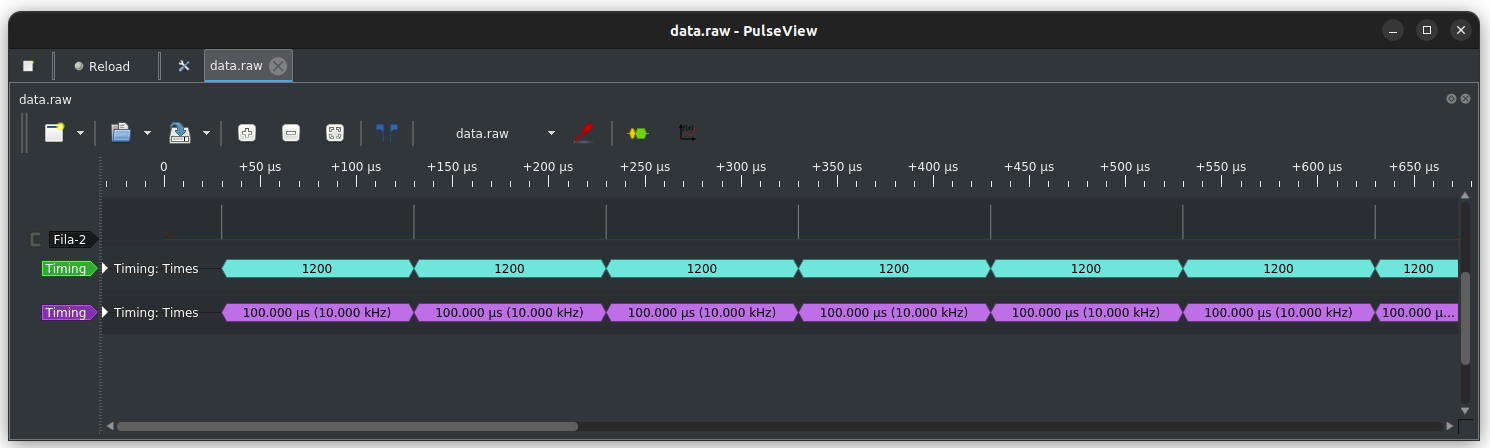 data.raw - PulseView
Reload data.raw
data.raw
data.raw
0 +50 µs +100 µs +150 µs +200 µs +250 µs +300 µs +350 µs +400 µs +450 µs +500 µs +550 µs +600 µs +650 µs
Fila-2
Timing Timing: Times 1200 1200 1200 1200 1200 1200 1200
Timing Timing: Times 100.000 µs (10.000 kHz) 100.000 µs (10.000 kHz) 100.000 µs (10.000 kHz) 100.000 µs (10.000 kHz) 100.000 µs (10.000 kHz) 100.000 µs (10.000 kHz) 100.000 µ...